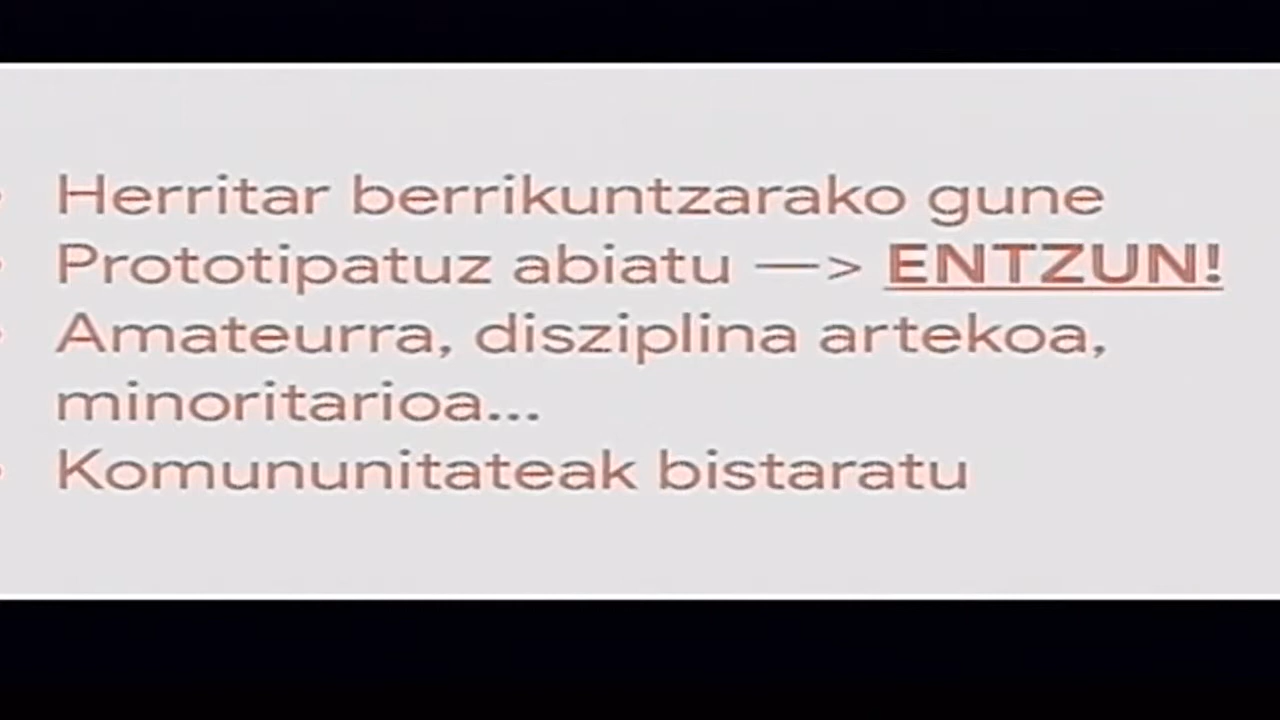 Herritar berrikuntzarako gune
Prototipatuz abiatu —> ENTZUN!
Amateurra, disziplina artekoa,
minoritarioa...
Komununitateak bistaratu